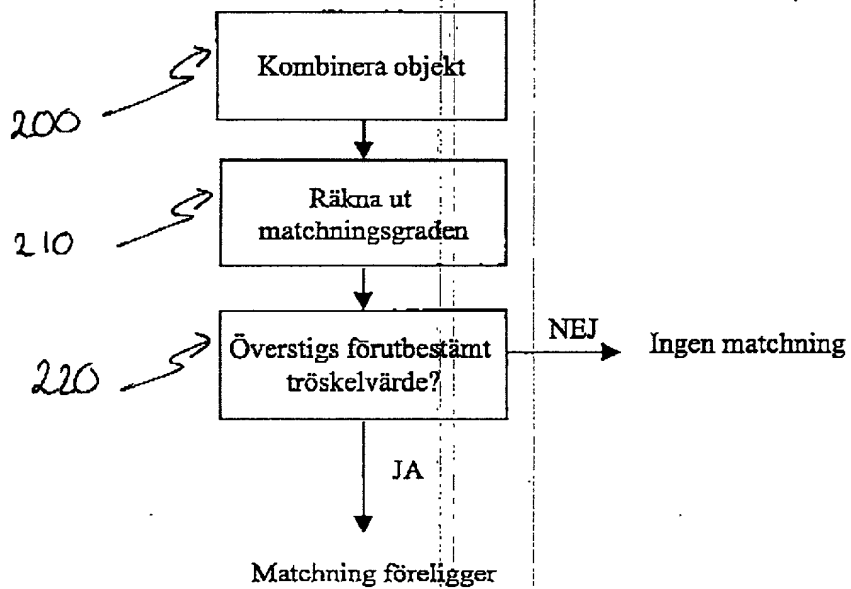 Kombinera objekt
200
Räkna ut
matchningsgraden
210
Överstigs förutbestämt
tröskelvärde?
220
NEJ
Ingen matchning
JA
Matchning föreligger